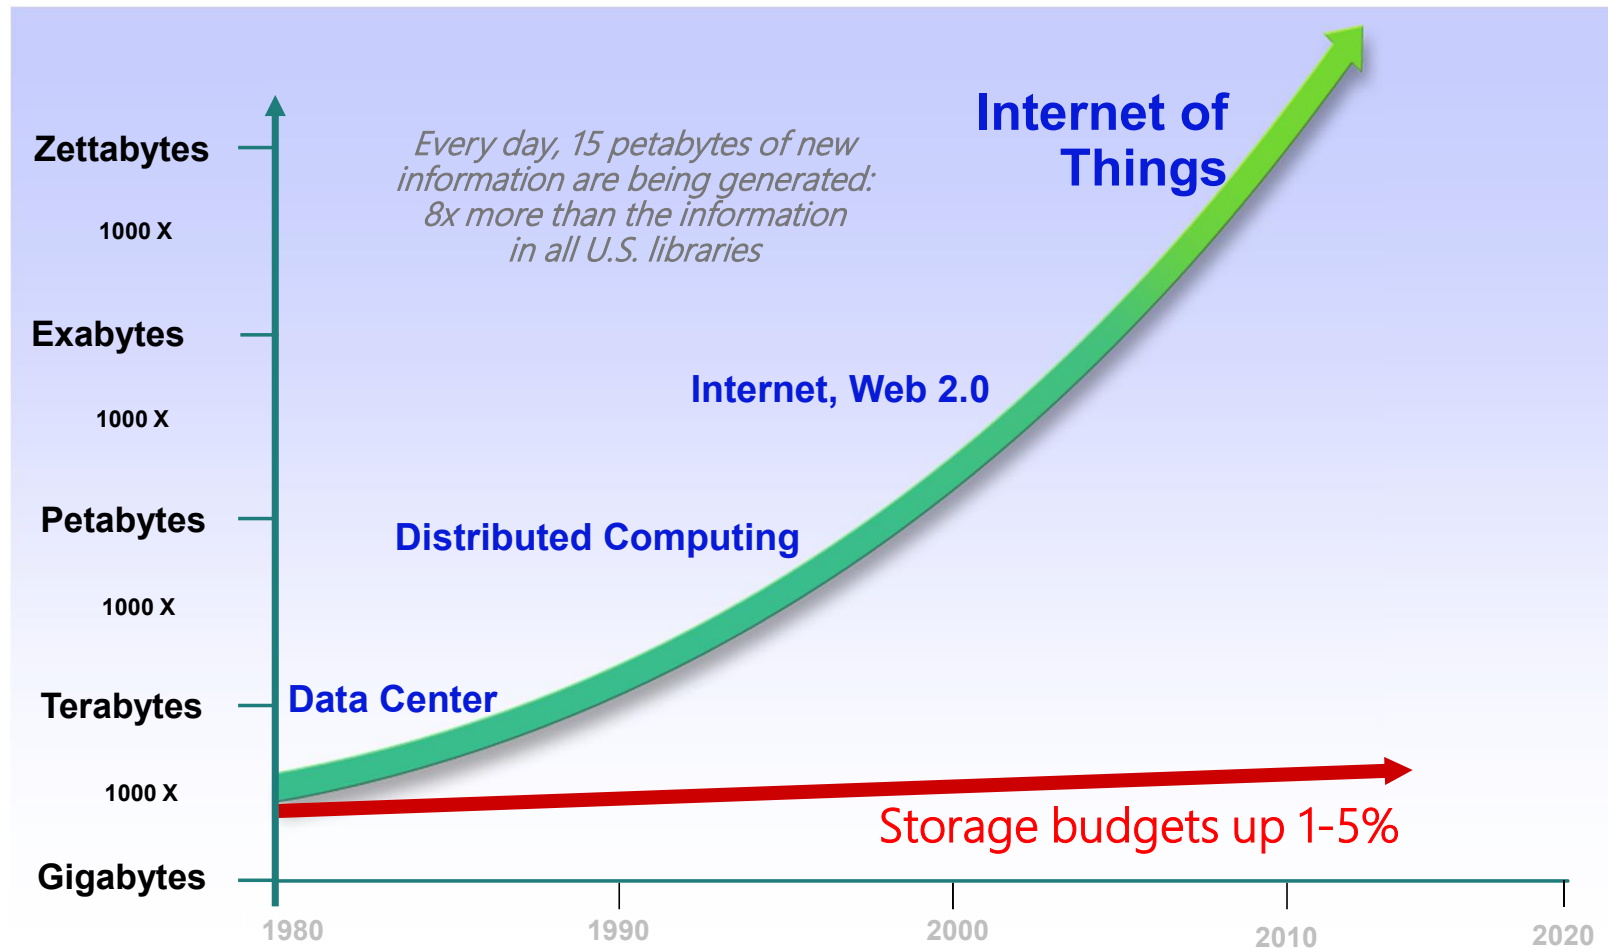 Zettabytes
1000 X
Exabytes
1000 X
Petabytes
1000 X
Terabytes
1000 X
Gigabytes
Every day, 15 petabytes of new
information are being generated:
8x more than the information
in all U.S. libraries
Internet of
Things
Internet, Web 2.0
Distributed Computing
Data Center
Storage budgets up 1-5%
1980
1990
2000
2010
2020